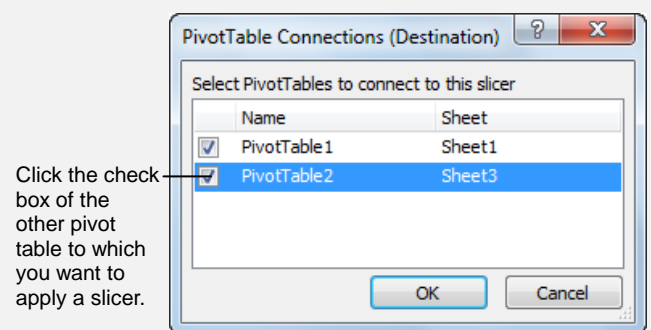 PivotTable Connections (Destination)
Select PivotTables to connect to this slicer
Name Sheet
PivotTable1 Sheet1
PivotTable2 Sheet3
Click the check
box of the
other pivot
table to which
you want to
apply a slicer.
OK Cancel